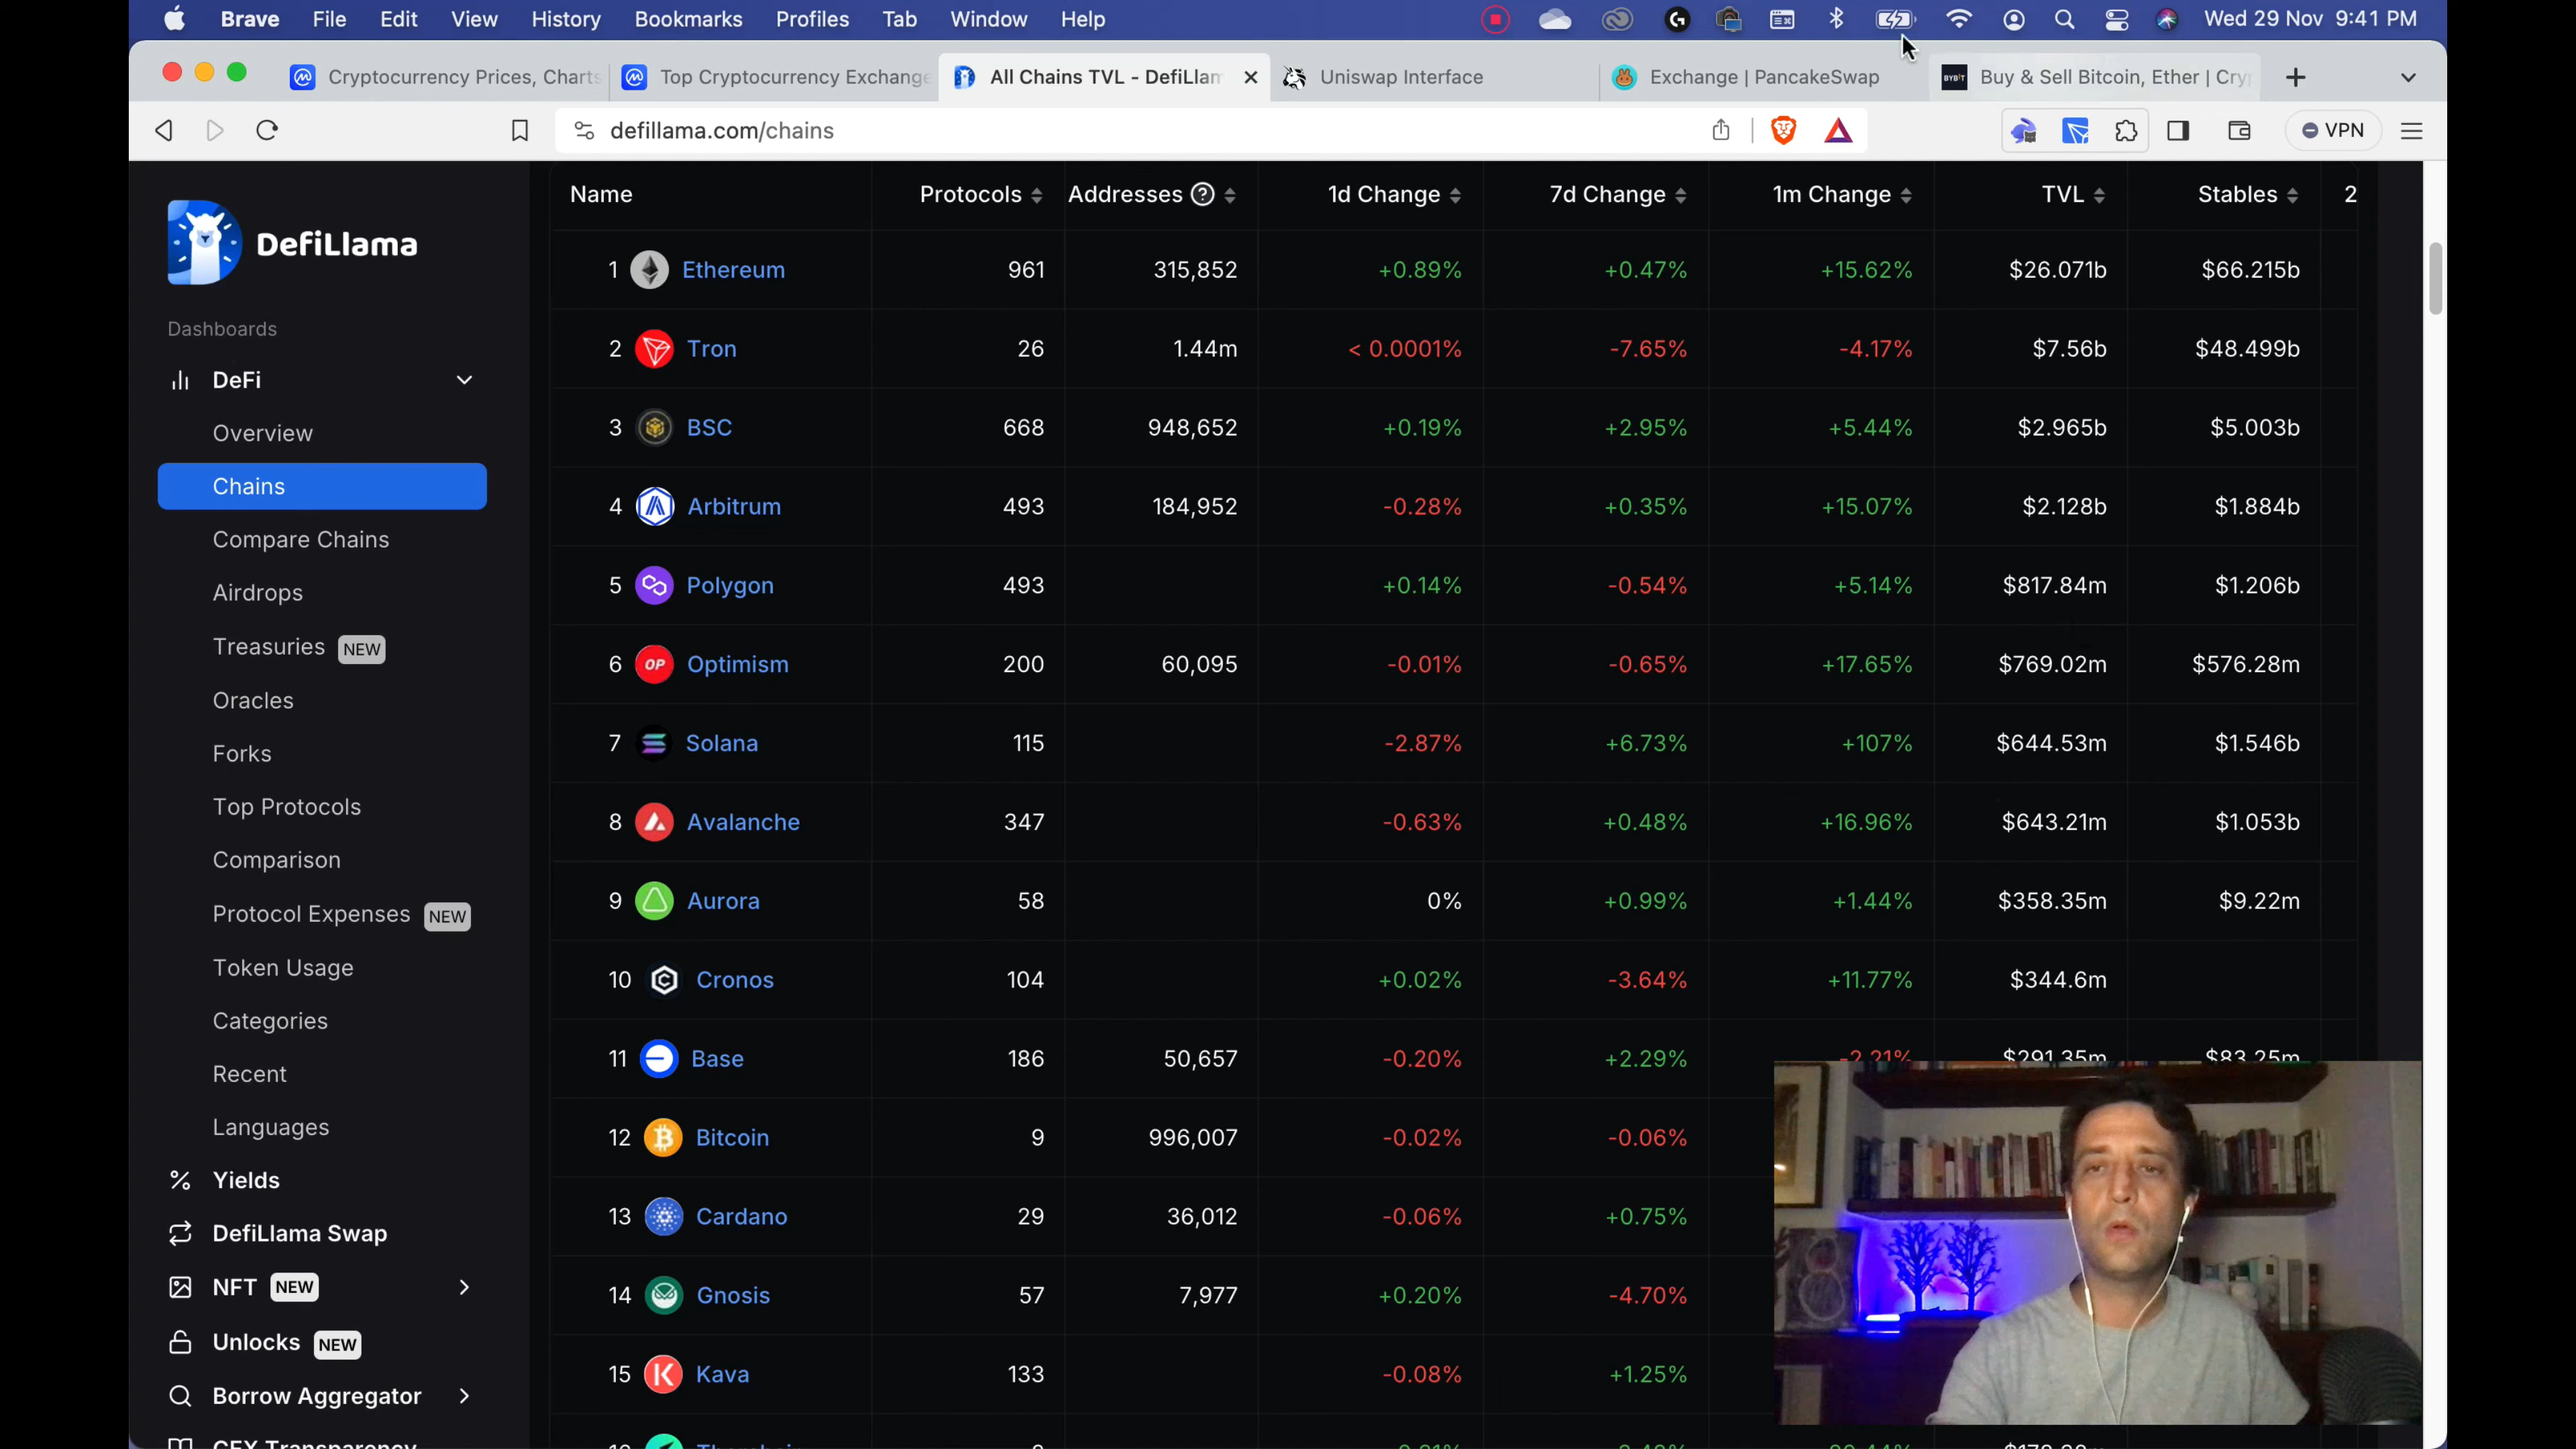 Brave File Edit View History Bookmarks Profiles Tab Window Help Wed 29 Nov 9:41 PM
Cryptocurrency Prices, Charts Top Cryptocurrency Exchange All Chains TVL - DefiLlam Uniswap Interface Exchange | PancakeSwap BYBIT Buy & Sell Bitcoin, Ether | Cry
defillama.com/chains VPN
DefiLlama
Dashboards
DeFi
Overview
Chains
Compare Chains
Airdrops
Treasuries NEW
Oracles
Forks
Top Protocols
Comparison
Protocol Expenses NEW
Token Usage
Categories
Recent
Languages
Yields
DefiLlama Swap
NFT NEW
Unlocks NEW
Borrow Aggregator
CEX Transparency
Name Protocols Addresses ? 1d Change 7d Change 1m Change TVL Stables 2
1 Ethereum 961 315,852 +0.89% +0.47% +15.62% $26.071b $66.215b
2 Tron 26 1.44m < 0.0001% -7.65% -4.17% $7.56b $48.499b
3 BSC 668 948,652 +0.19% +2.95% +5.44% $2.965b $5.003b
4 Arbitrum 493 184,952 -0.28% +0.35% +15.07% $2.128b $1.884b
5 Polygon 493 +0.14% -0.54% +5.14% $817.84m $1.206b
6 OP Optimism 200 60,095 -0.01% -0.65% +17.65% $769.02m $576.28m
7 Solana 115 -2.87% +6.73% +107% $644.53m $1.546b
8 Avalanche 347 -0.63% +0.48% +16.96% $643.21m $1.053b
9 Aurora 58 0% +0.99% +1.44% $358.35m $9.22m
10 Cronos 104 +0.02% -3.64% +11.77% $344.6m
11 Base 186 50,657 -0.20% +2.29% -2.21% $291.35m $83.25m
12 Bitcoin 9 996,007 -0.02% -0.06%
13 Cardano 29 36,012 -0.06% +0.75%
14 Gnosis 57 7,977 +0.20% -4.70%
15 Kava 133 -0.08% +1.25%